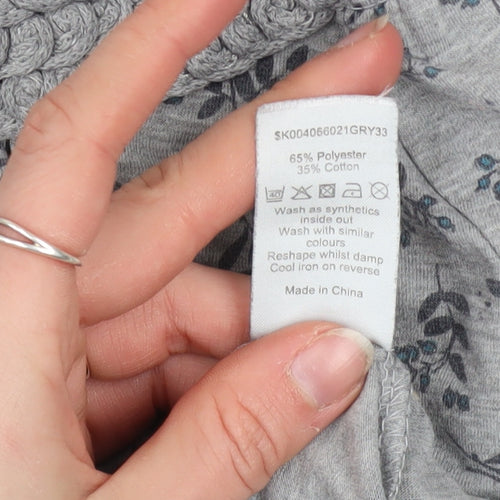 SK004066021GRY33
65% Polyester
35% Cotton
40
Wash as synthetics
inside out
Wash with similar
colours
Reshape whilst damp
Cool iron on reverse
Made in China